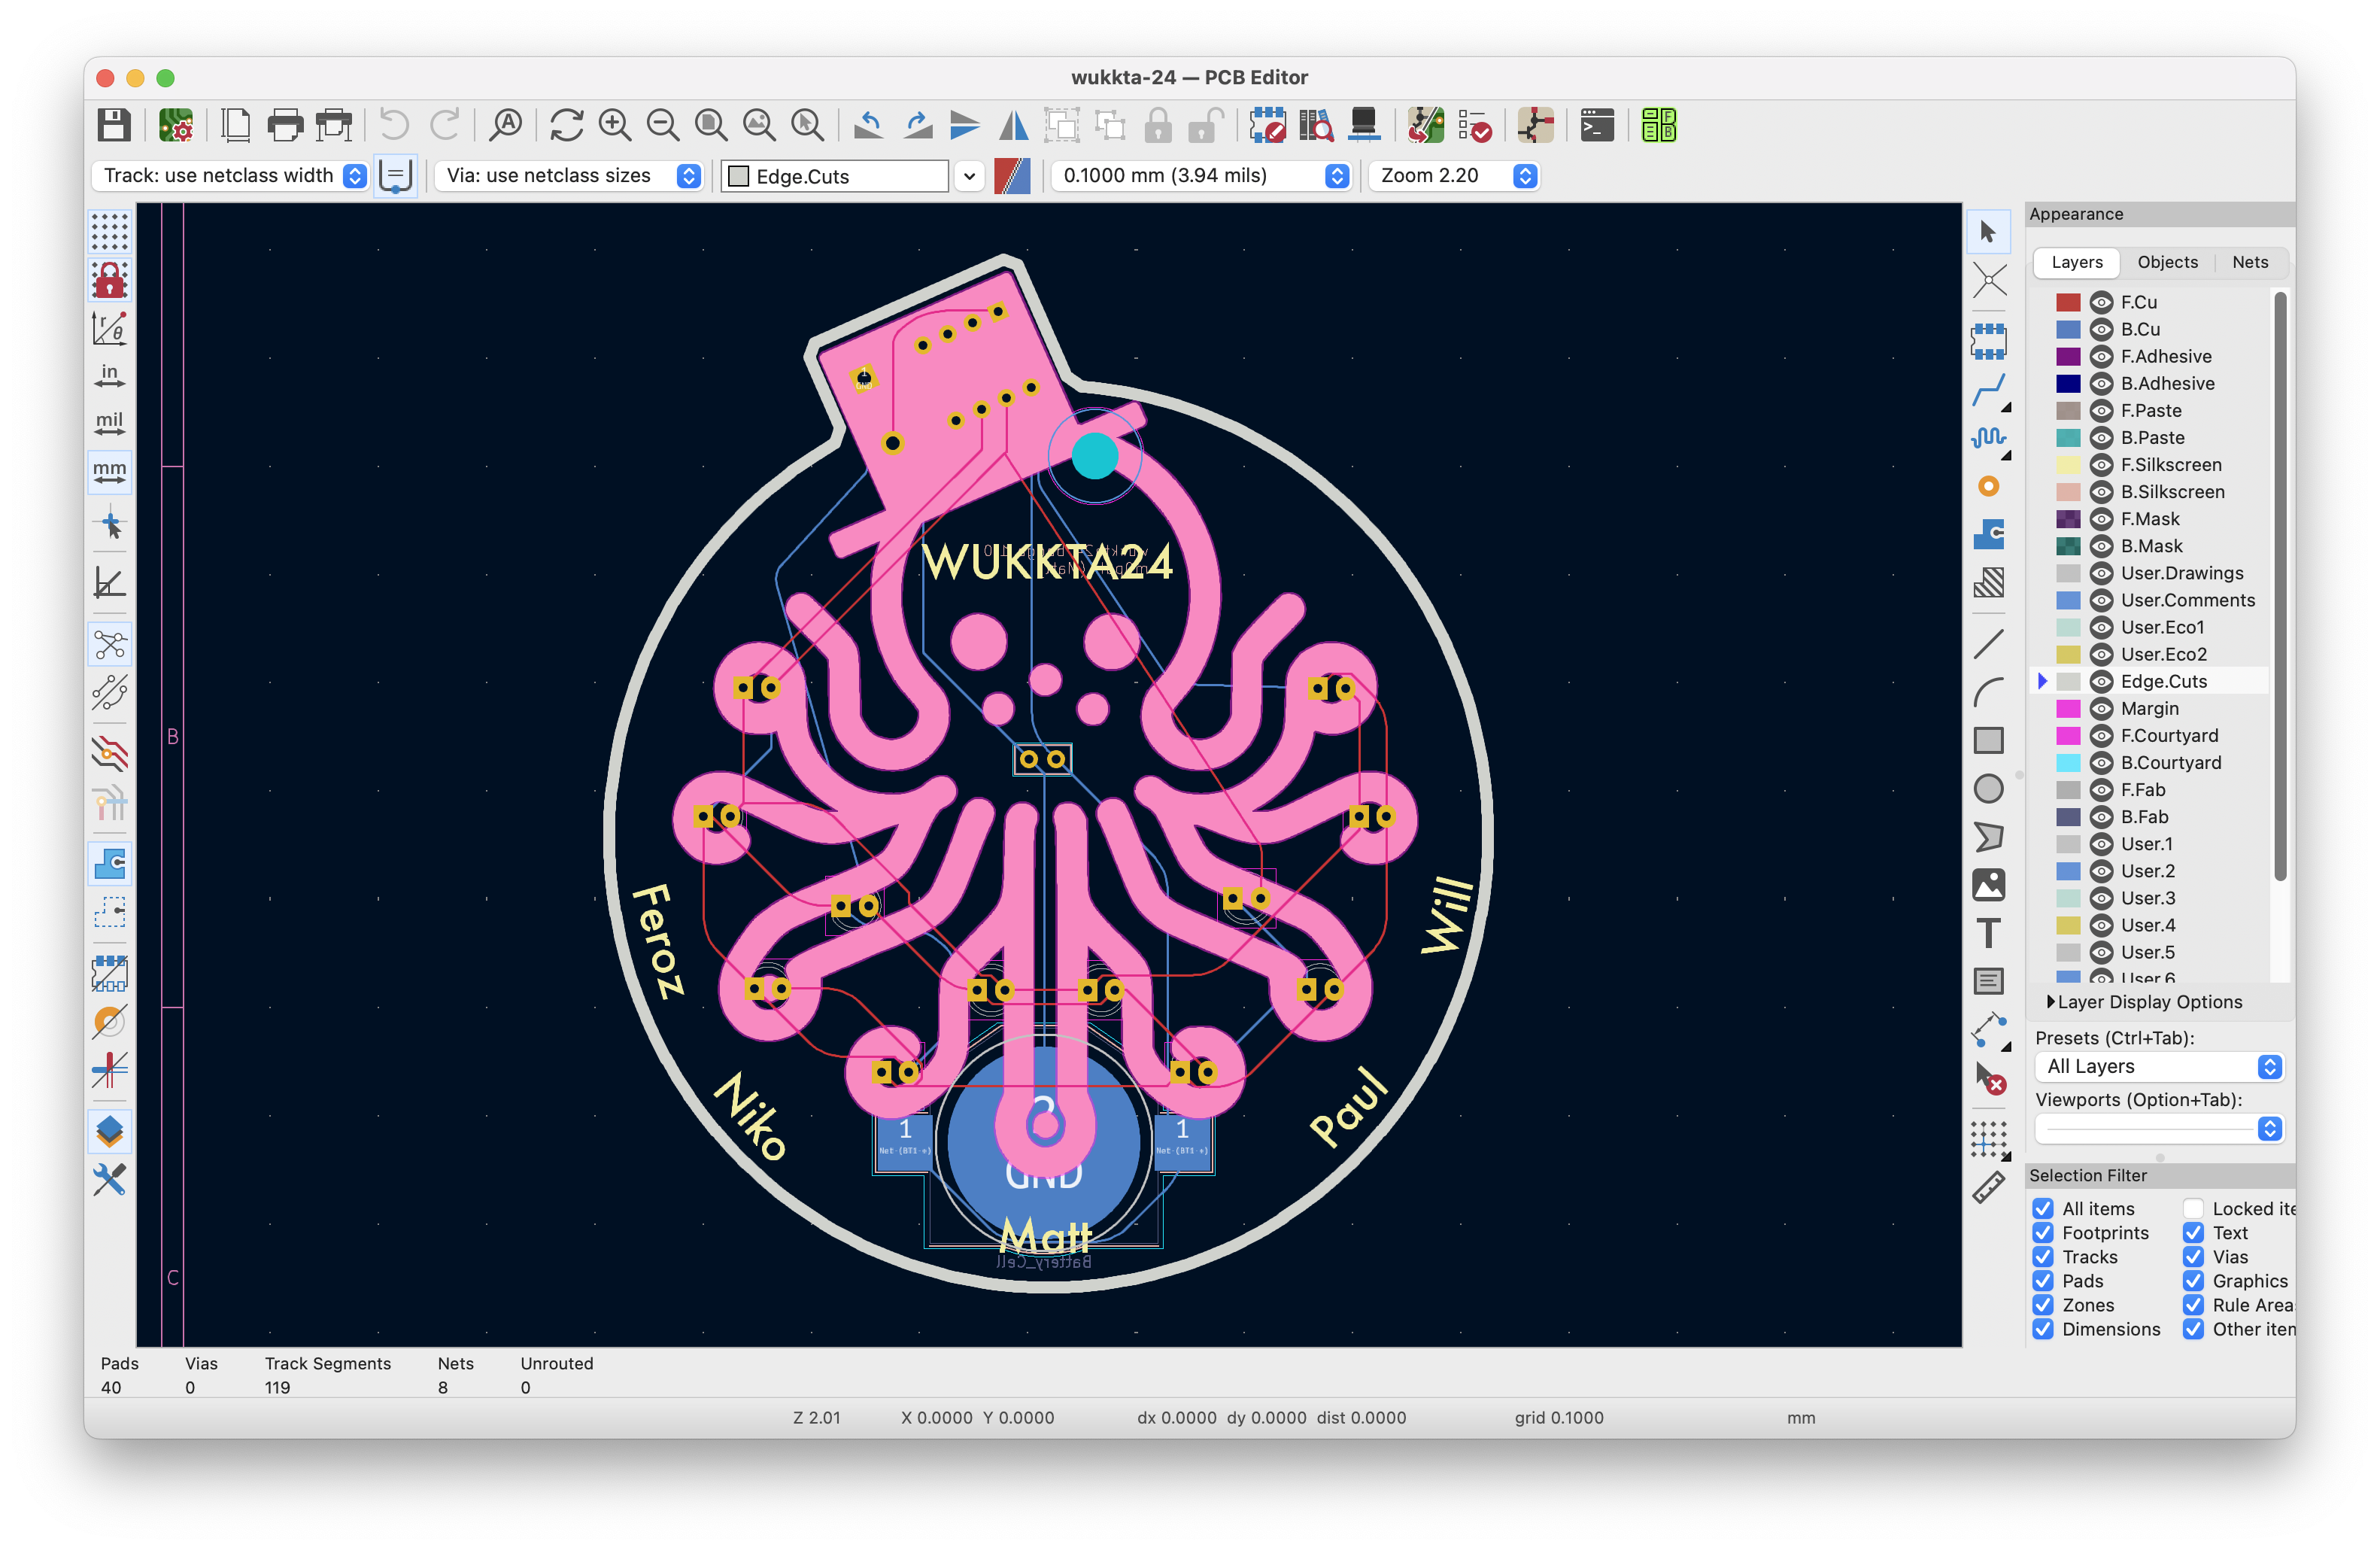 wukkta-24 — PCB Editor
Track: use netclass width
Via: use netclass sizes
Edge.Cuts
0.1000 mm (3.94 mils)
Zoom 2.20
r
θ
in
mil
mm
B
C
WUKKTA24
Feroz
Will
Niko
Paul
Matt
1
GND
1
Net-(BT1-+)
1
Net-(BT1-+)
2
GND
Battery_Cell
Appearance
Layers Objects Nets
F.Cu
B.Cu
F.Adhesive
B.Adhesive
F.Paste
B.Paste
F.Silkscreen
B.Silkscreen
F.Mask
B.Mask
User.Drawings
User.Comments
User.Eco1
User.Eco2
Edge.Cuts
Margin
F.Courtyard
B.Courtyard
F.Fab
B.Fab
User.1
User.2
User.3
User.4
User.5
User.6
Layer Display Options
Presets (Ctrl+Tab):
All Layers
Viewports (Option+Tab):
Selection Filter
All items Locked ite
Footprints Text
Tracks Vias
Pads Graphics
Zones Rule Area
Dimensions Other iten
Pads Vias Track Segments Nets Unrouted
40 0 119 8 0
Z 2.01 X 0.0000 Y 0.0000 dx 0.0000 dy 0.0000 dist 0.0000 grid 0.1000 mm